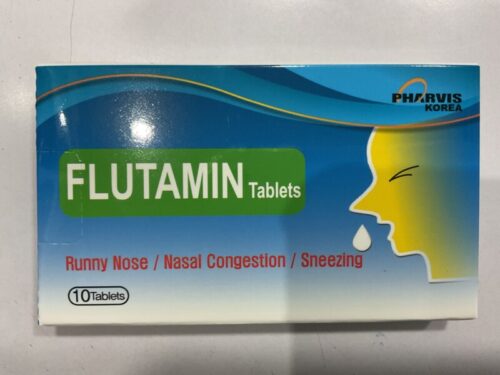 PHARVIS
KOREA
FLUTAMIN Tablets
Runny Nose / Nasal Congestion / Sneezing
10Tablets